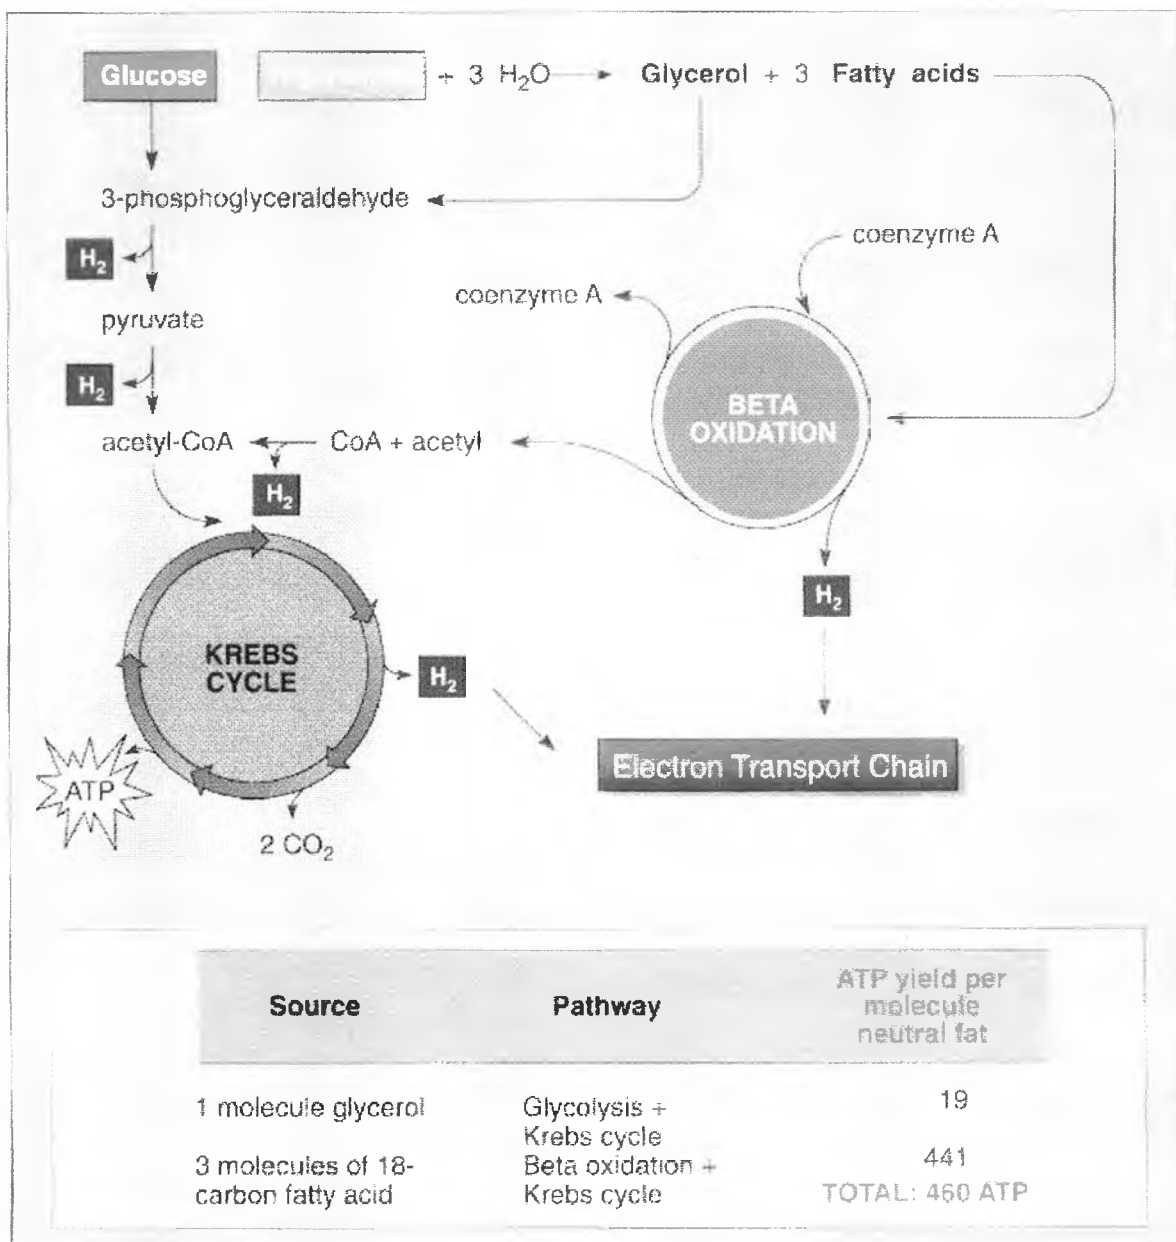 Glucose
+ 3 H₂O
Glycerol + 3 Fatty acids
3-phosphoglyceraldehyde
H₂
coenzyme A
coenzyme A
pyruvate
H₂
BETA
OXIDATION
acetyl-CoA
CoA + acetyl
H₂
H₂
KREBS
CYCLE
H₂
Electron Transport Chain
ATP
2 CO₂
Source
Pathway
ATP yield per
molecule
neutral fat
1 molecule glycerol
Glycolysis +
Krebs cycle
19
3 molecules of 18-
carbon fatty acid
Beta oxidation +
Krebs cycle
441
TOTAL: 460 ATP